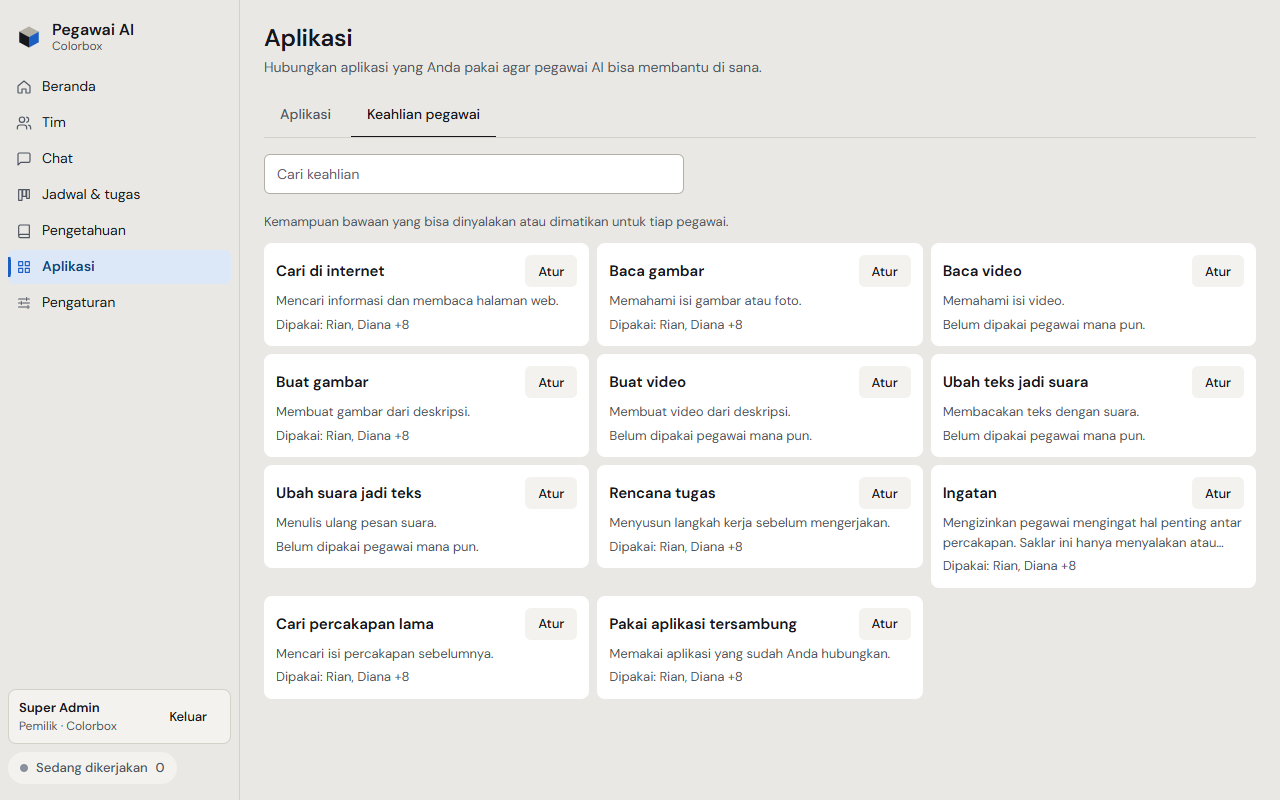 Pegawai AI
Colorbox
Beranda
Tim
Chat
Jadwal & tugas
Pengetahuan
Aplikasi
Pengaturan
Super Admin
Pemilik · Colorbox
Keluar
Sedang dikerjakan 0
Aplikasi
Hubungkan aplikasi yang Anda pakai agar pegawai AI bisa membantu di sana.
Aplikasi
Keahlian pegawai
Cari keahlian
Kemampuan bawaan yang bisa dinyalakan atau dimatikan untuk tiap pegawai.
Cari di internet
Atur
Mencari informasi dan membaca halaman web.
Dipakai: Rian, Diana +8
Baca gambar
Atur
Memahami isi gambar atau foto.
Dipakai: Rian, Diana +8
Baca video
Atur
Memahami isi video.
Belum dipakai pegawai mana pun.
Buat gambar
Atur
Membuat gambar dari deskripsi.
Dipakai: Rian, Diana +8
Buat video
Atur
Membuat video dari deskripsi.
Belum dipakai pegawai mana pun.
Ubah teks jadi suara
Atur
Membacakan teks dengan suara.
Belum dipakai pegawai mana pun.
Ubah suara jadi teks
Atur
Menulis ulang pesan suara.
Belum dipakai pegawai mana pun.
Rencana tugas
Atur
Menyusun langkah kerja sebelum mengerjakan.
Dipakai: Rian, Diana +8
Ingatan
Atur
Mengizinkan pegawai mengingat hal penting antar
percakapan. Saklar ini hanya menyalakan atau…
Dipakai: Rian, Diana +8
Cari percakapan lama
Atur
Mencari isi percakapan sebelumnya.
Dipakai: Rian, Diana +8
Pakai aplikasi tersambung
Atur
Memakai aplikasi yang sudah Anda hubungkan.
Dipakai: Rian, Diana +8